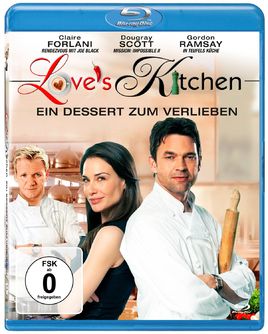 Blu-ray Disc
Claire Dougray Gordon
FORLANI SCOTT RAMSAY
RENDEZVOUS MIT JOE BLACK MISSION: IMPOSSIBLE II IN TEUFELS KÜCHE
Love's Kitchen
EIN DESSERT ZUM VERLIEBEN
FSK
ab
0
freigegeben